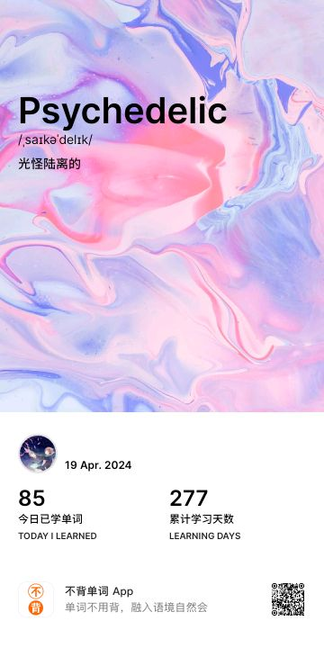 Psychedelic
/ˌsaɪkəˈdelɪk/
光怪陆离的
19 Apr. 2024
85
今日已学单词
TODAY I LEARNED
277
累计学习天数
LEARNING DAYS
不背
不背单词 App
单词不用背，融入语境自然会